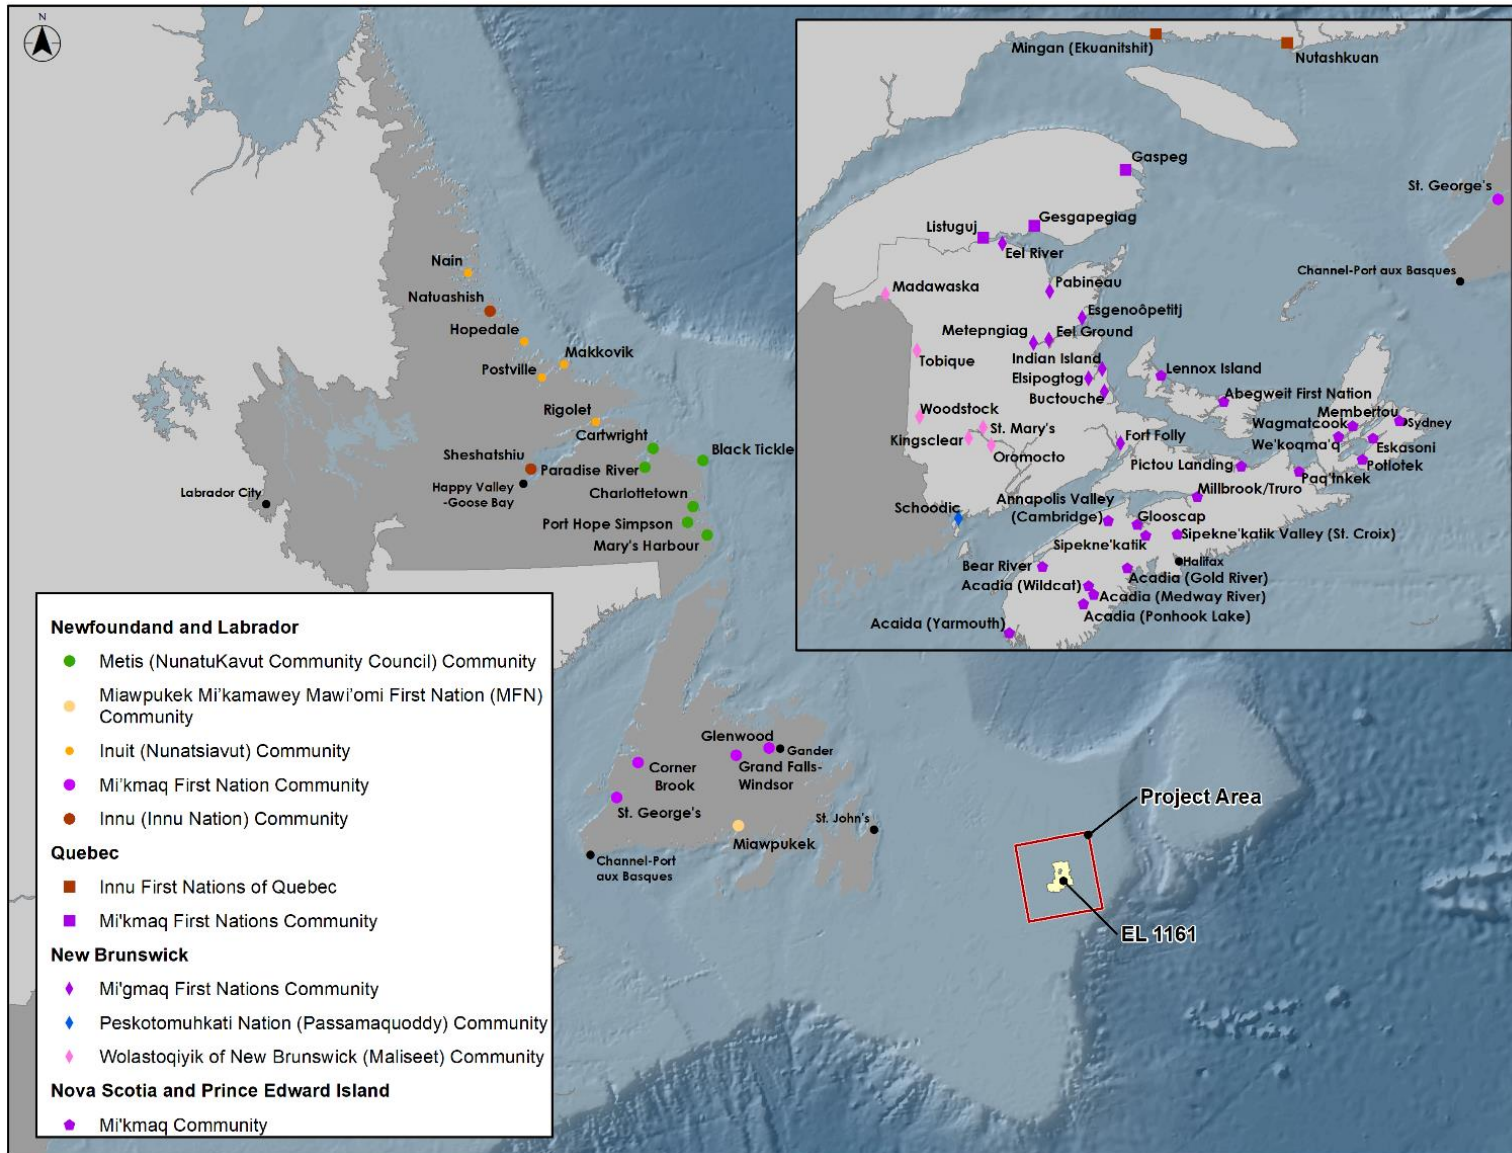 N
Nain
Natuashish
Hopedale
Makkovik
Postville
Rigolet
Cartwright
Black Tickle
Sheshatshiu
Paradise River
Happy Valley
-Goose Bay
Labrador City
Charlottetown
Port Hope Simpson
Mary's Harbour
Glenwood
Gander
Grand Falls-
Windsor
Corner
Brook
St. George's
St. John's
Miawpukek
Channel-Port
aux Basques
Project Area
EL 1161
Mingan (Ekuanitshit)
Nutashkuan
Gaspeg
St. George's
Gesgapegiag
Listuguj
Eel River
Channel-Port aux Basques
Madawaska
Pabineau
Esgenoôpetitj
Metepngiag
Eel Ground
Tobique
Indian Island
Lennox Island
Elsipogtog
Abegweit First Nation
Buctouche
Woodstock
Membertou
Wagmatcook
Sydney
St. Mary's
Kingsclear
Fort Folly
We'koqma'q
Eskasoni
Oromocto
Pictou Landing
Potlotek
Paq'tnkek
Millbrook/Truro
Annapolis Valley
(Cambridge)
Schoodic
Glooscap
Sipekne'katik Valley (St. Croix)
Sipekne'katik
Bear River
Halifax
Acadia (Gold River)
Acadia (Wildcat)
Acadia (Medway River)
Acadia (Ponhook Lake)
Acaida (Yarmouth)
Newfoundand and Labrador
Metis (NunatuKavut Community Council) Community
Miawpukek Mi'kamawey Mawi'omi First Nation (MFN)
Community
Inuit (Nunatsiavut) Community
Mi'kmaq First Nation Community
Innu (Innu Nation) Community
Quebec
Innu First Nations of Quebec
Mi'kmaq First Nations Community
New Brunswick
Mi'gmaq First Nations Community
Peskotomuhkati Nation (Passamaquoddy) Community
Wolastoqiyik of New Brunswick (Maliseet) Community
Nova Scotia and Prince Edward Island
Mi'kmaq Community